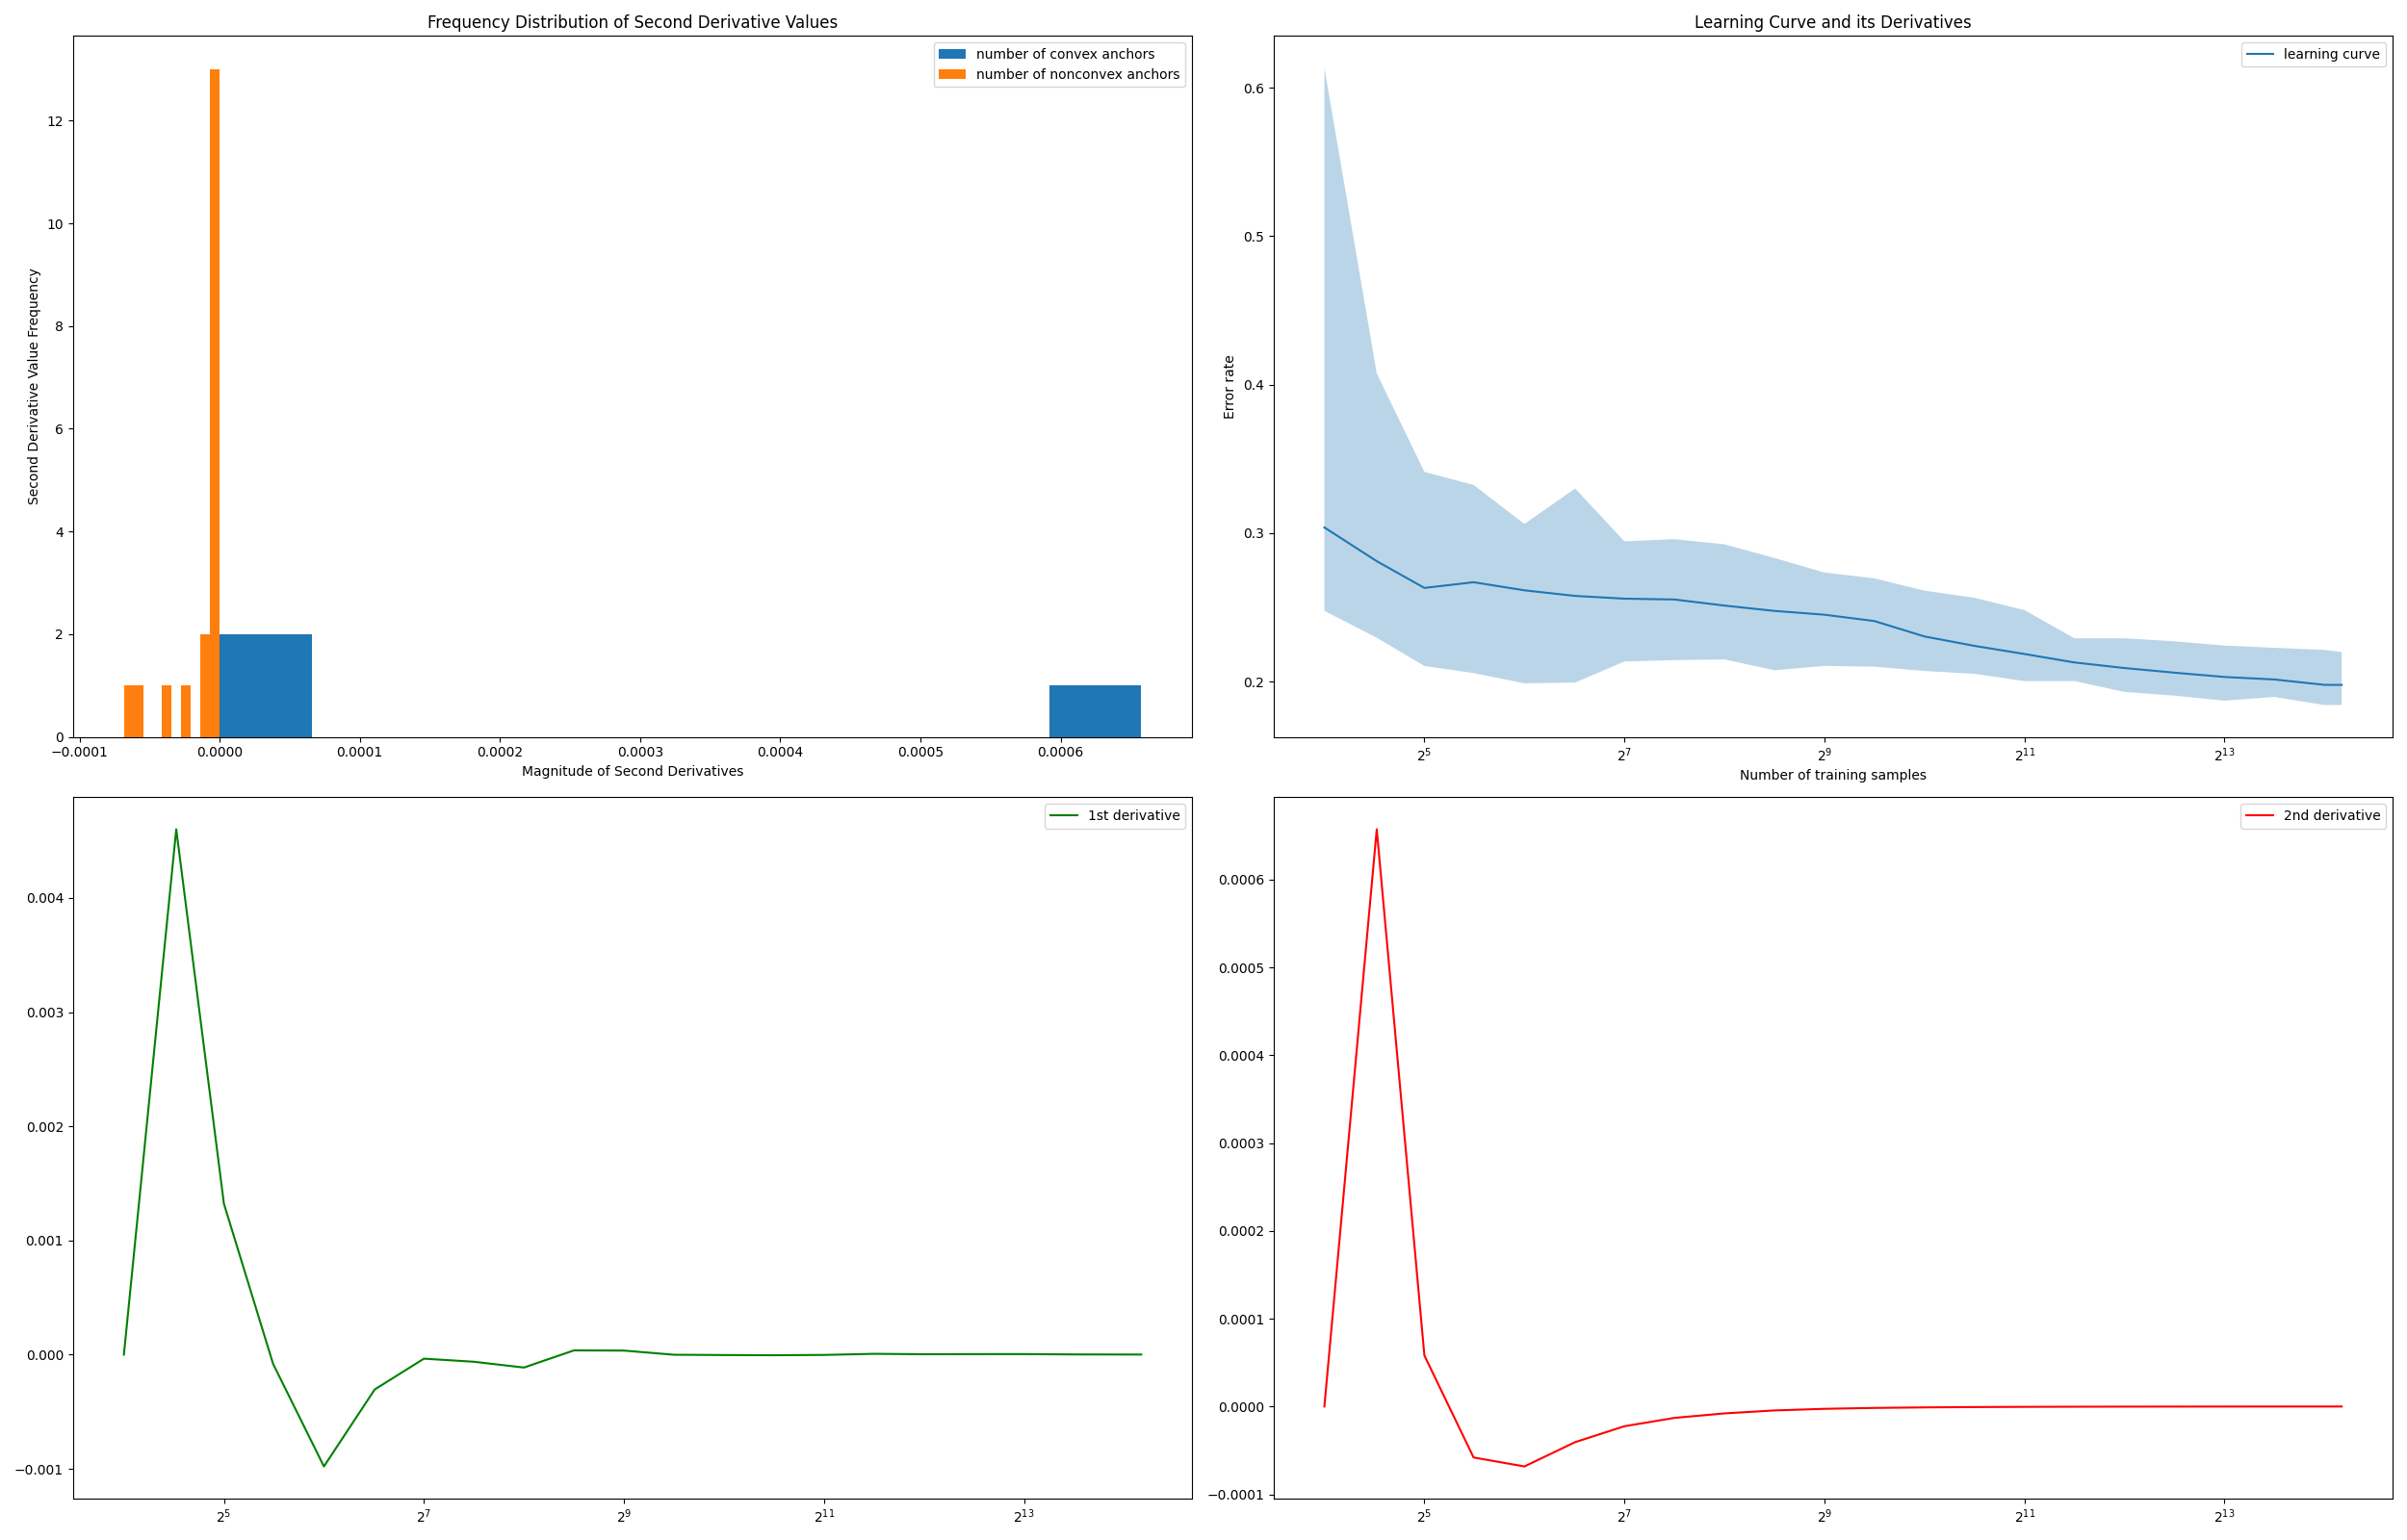 Frequency Distribution of Second Derivative Values
number of convex anchors
number of nonconvex anchors
Second Derivative Value Frequency
12
10
8
6
4
2
0
−0.0001 0.0000 0.0001 0.0002 0.0003 0.0004 0.0005 0.0006
Magnitude of Second Derivatives
Learning Curve and its Derivatives
learning curve
Error rate
0.6
0.5
0.4
0.3
0.2
2^5 2^7 2^9 2^11 2^13
Number of training samples
1st derivative
0.004
0.003
0.002
0.001
0.000
−0.001
2^5 2^7 2^9 2^11 2^13
2nd derivative
0.0006
0.0005
0.0004
0.0003
0.0002
0.0001
0.0000
−0.0001
2^5 2^7 2^9 2^11 2^13